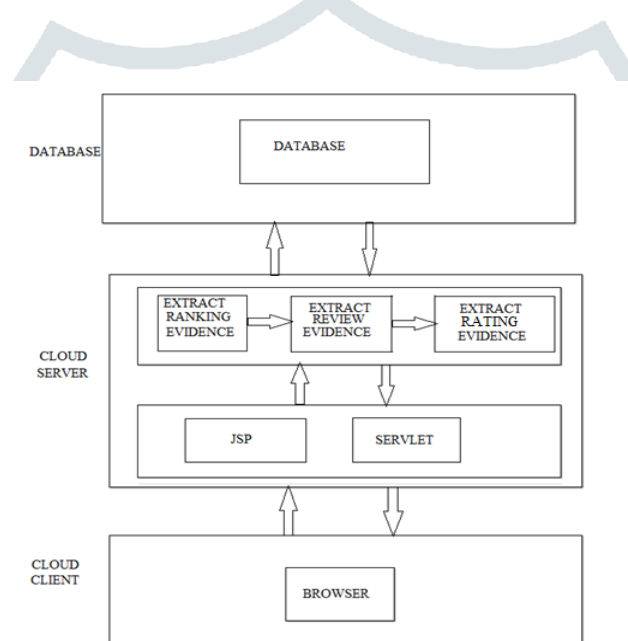 DATABASE
DATABASE
EXTRACT
RANKING
EVIDENCE
EXTRACT
REVIEW
EVIDENCE
EXTRACT
RATING
EVIDENCE
CLOUD
SERVER
JSP
SERVLET
CLOUD
CLIENT
BROWSER